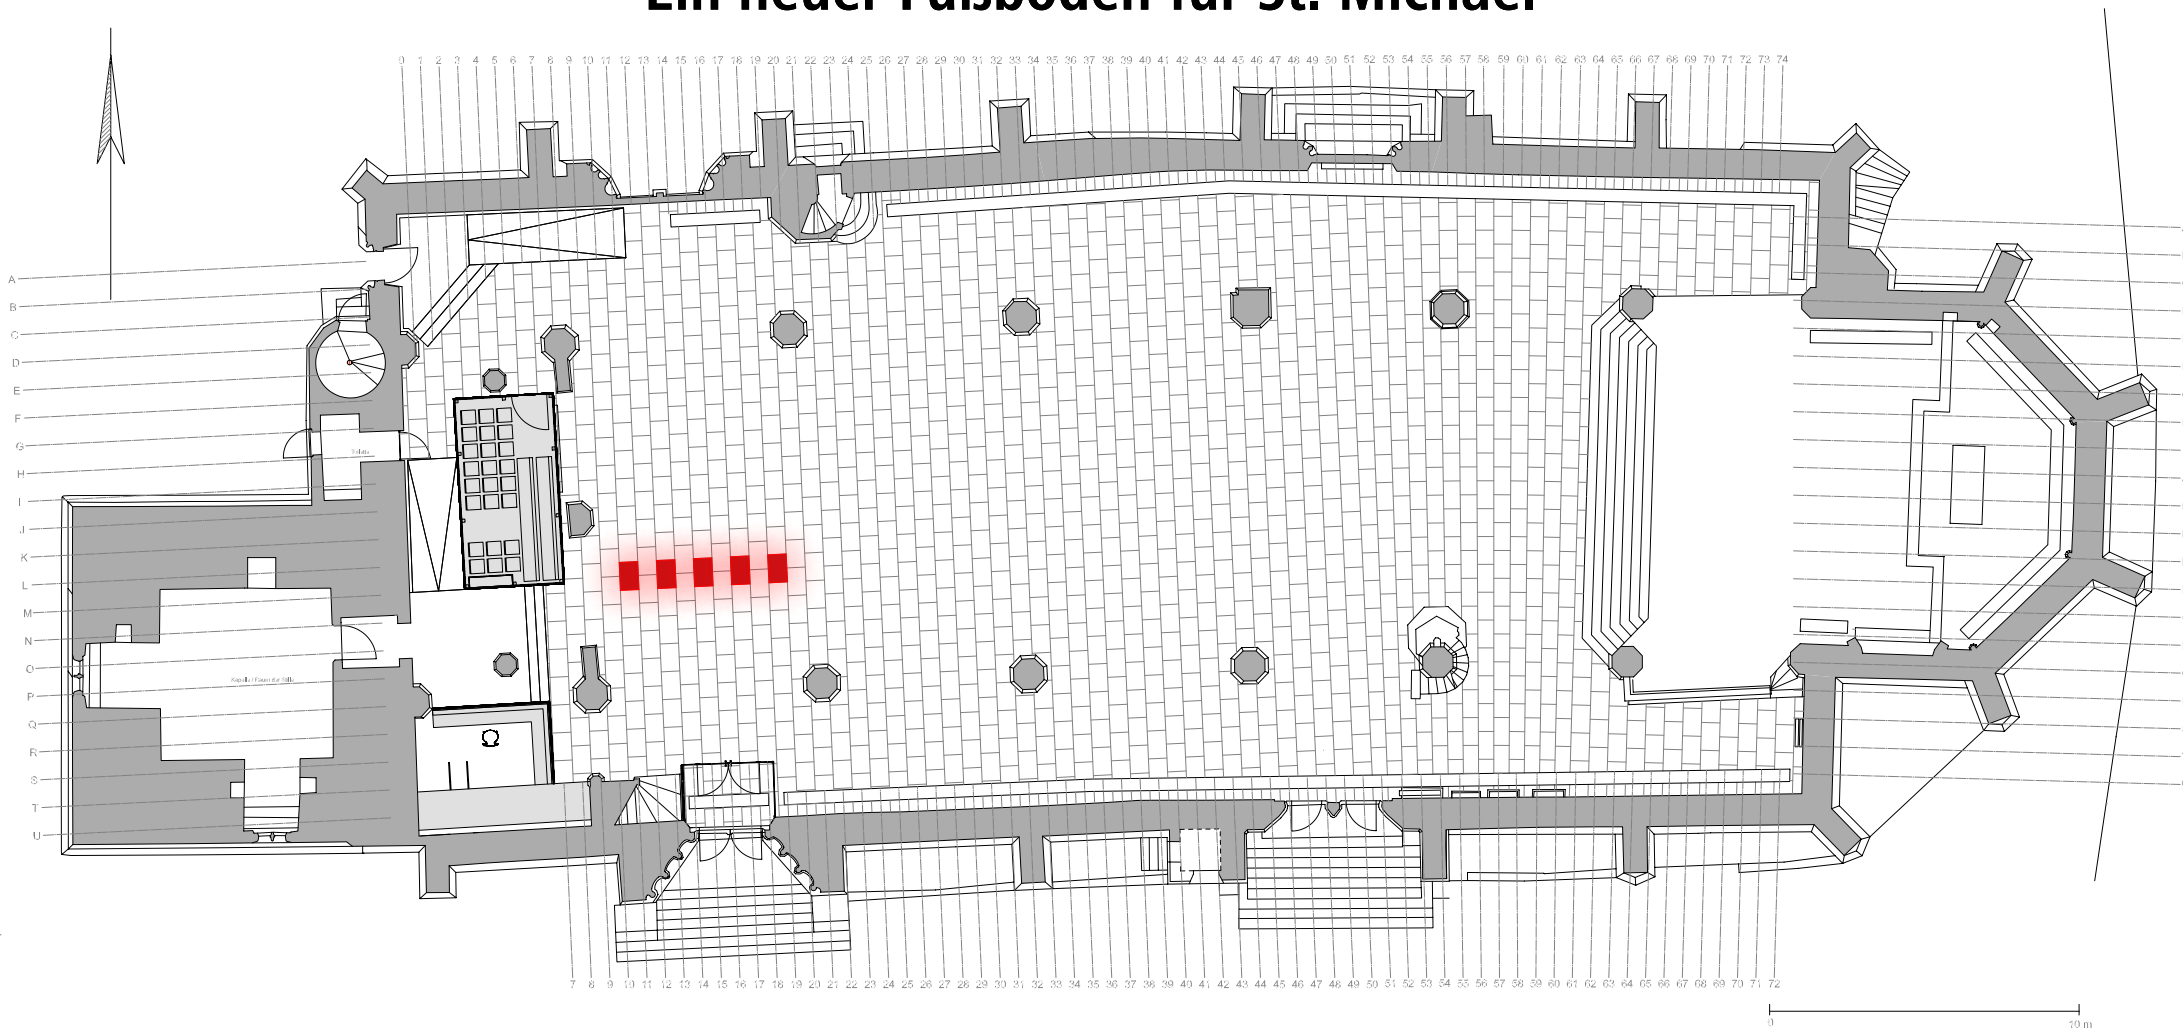 Ein neuer Fußboden für St. Michael
0 1 2 3 4 5 6 7 8 9 10 11 12 13 14 15 16 17 18 19 20 21 22 23 24 25 26 27 28 29 30 31 32 33 34 35 36 37 38 39 40 41 42 43 44 45 46 47 48 49 50 51 52 53 54 55 56 57 58 59 60 61 62 63 64 65 66 67 68 69 70 71 72 73 74
A
B
C
D
E
F
G
H
I
J
K
L
M
N
O
P
Q
R
S
T
U
7 8 9 10 11 12 13 14 15 16 17 18 19 20 21 22 23 24 25 26 27 28 29 30 31 32 33 34 35 36 37 38 39 40 41 42 43 44 45 46 47 48 49 50 51 52 53 54 55 56 57 58 59 60 61 62 63 64 65 66 67 68 69 70 71 72
0 10 m